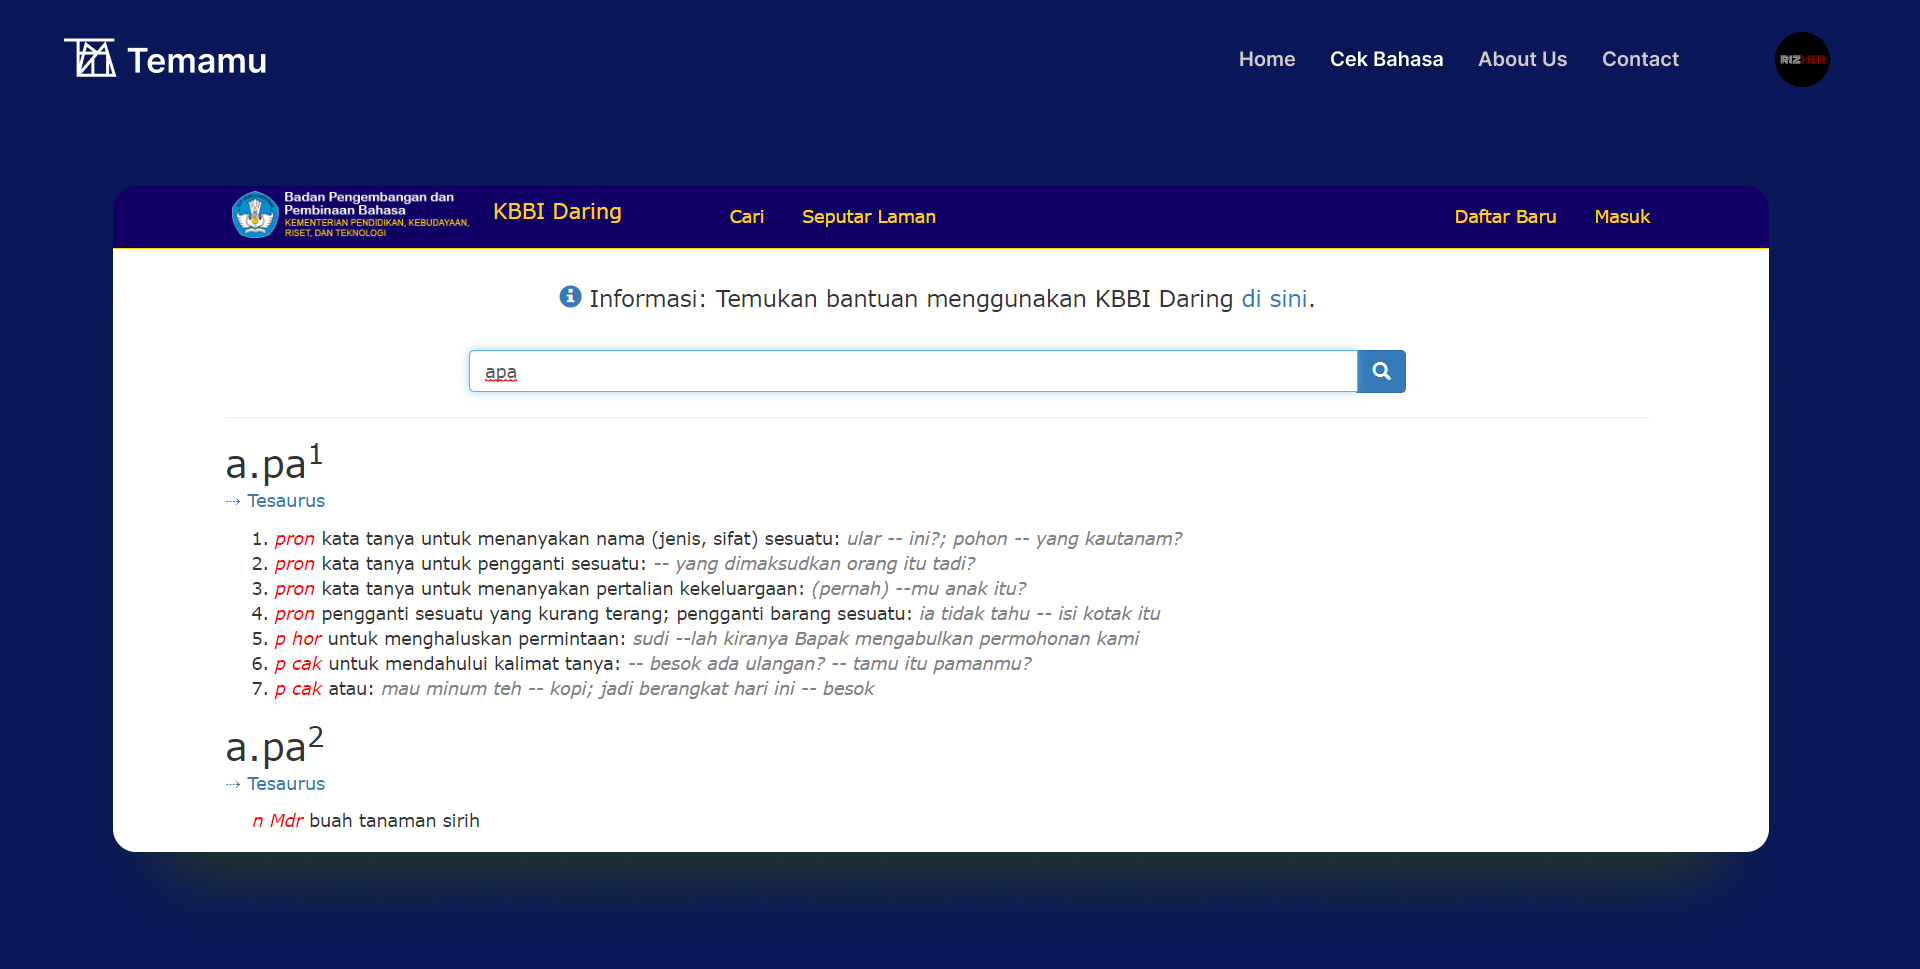 Temamu
Home Cek Bahasa About Us Contact
RIZHER
Badan Pengembangan dan
Pembinaan Bahasa
KEMENTERIAN PENDIDIKAN, KEBUDAYAAN,
RISET, DAN TEKNOLOGI
KBBI Daring
Cari Seputar Laman
Daftar Baru Masuk
Informasi: Temukan bantuan menggunakan KBBI Daring di sini.
apa
a.pa¹
⤑ Tesaurus
1. pron kata tanya untuk menanyakan nama (jenis, sifat) sesuatu: ular -- ini?; pohon -- yang kautanam?
2. pron kata tanya untuk pengganti sesuatu: -- yang dimaksudkan orang itu tadi?
3. pron kata tanya untuk menanyakan pertalian kekeluargaan: (pernah) --mu anak itu?
4. pron pengganti sesuatu yang kurang terang; pengganti barang sesuatu: ia tidak tahu -- isi kotak itu
5. p hor untuk menghaluskan permintaan: sudi --lah kiranya Bapak mengabulkan permohonan kami
6. p cak untuk mendahului kalimat tanya: -- besok ada ulangan? -- tamu itu pamanmu?
7. p cak atau: mau minum teh -- kopi; jadi berangkat hari ini -- besok
a.pa²
⤑ Tesaurus
n Mdr buah tanaman sirih